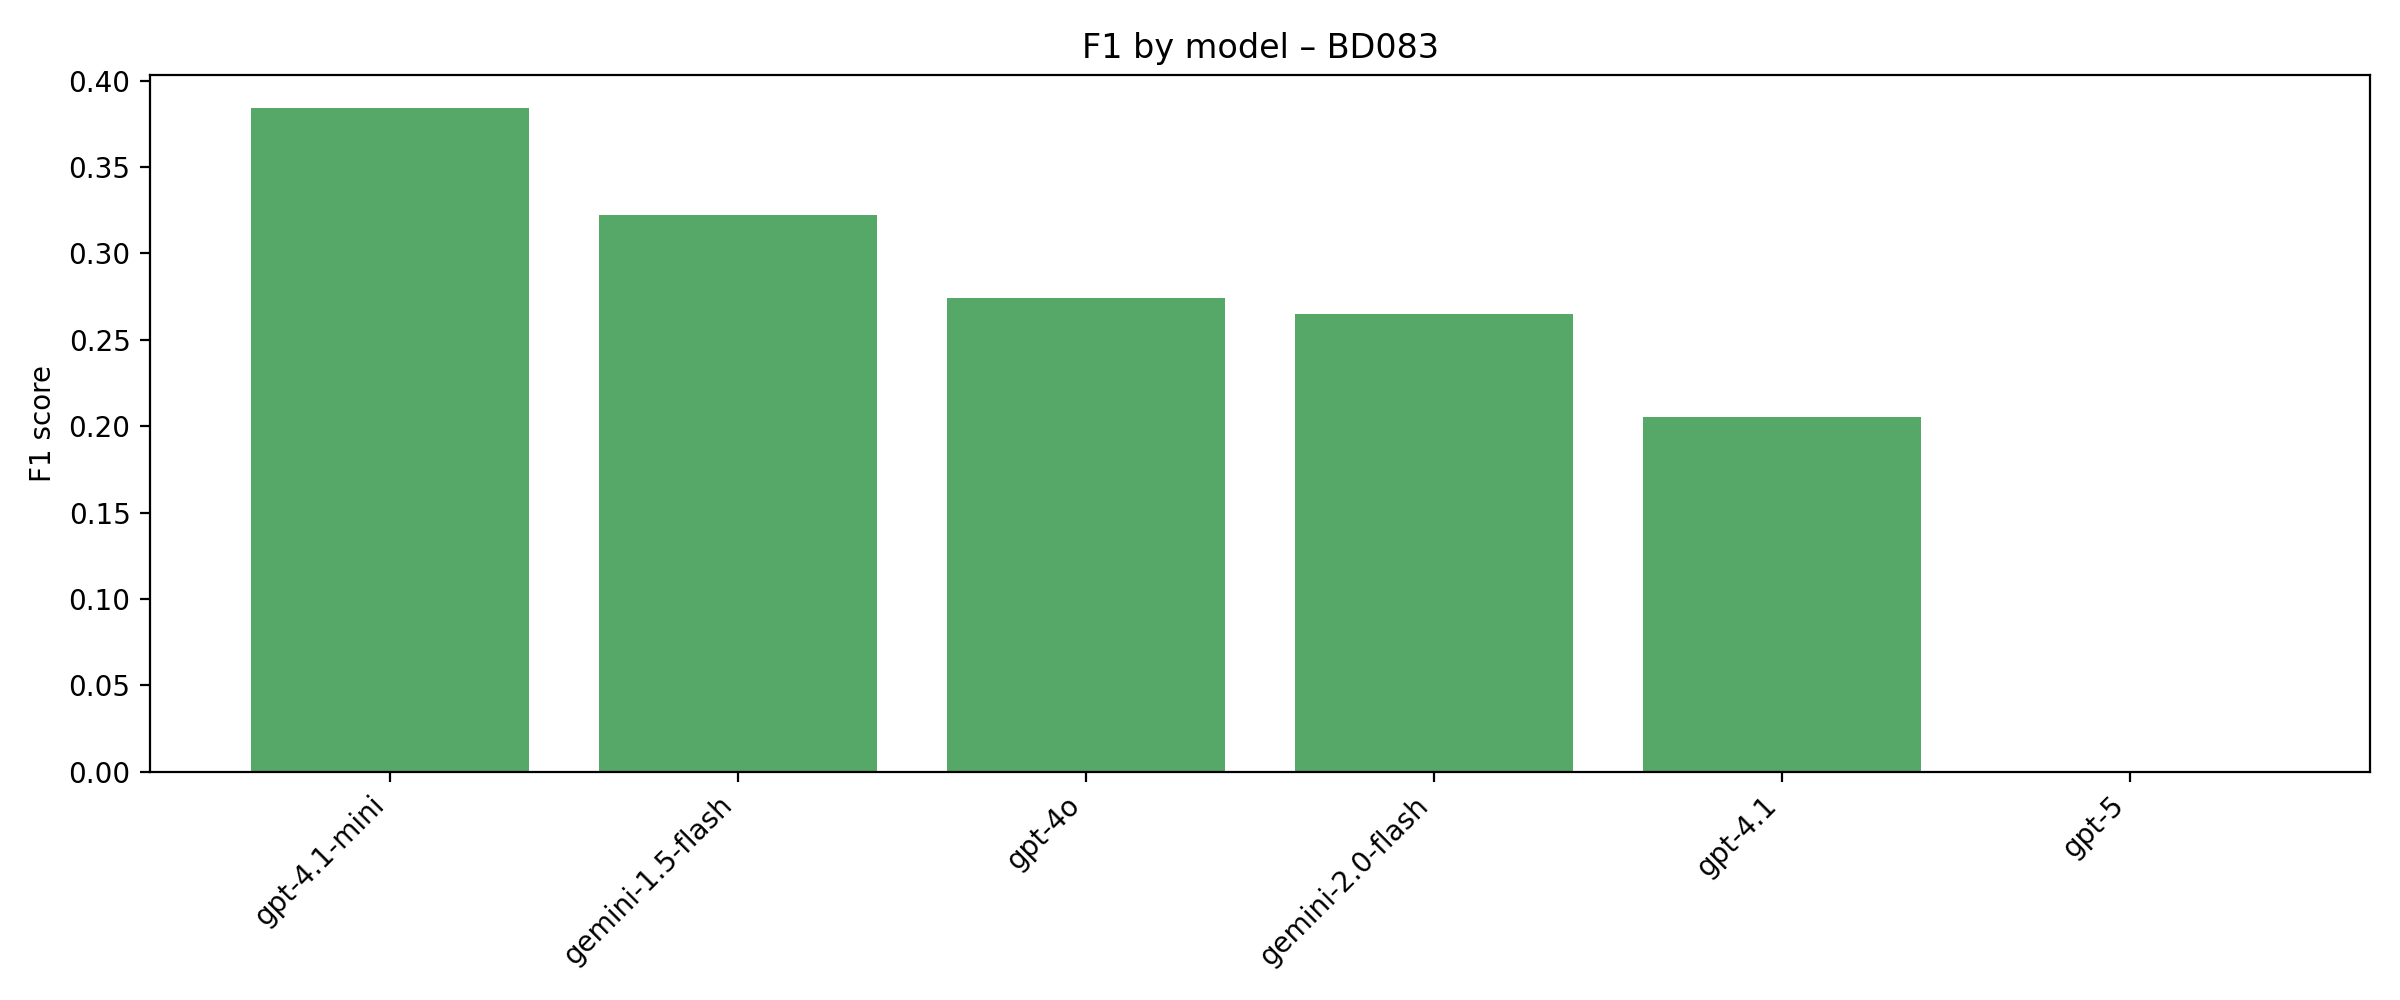 F1 by model – BD083
F1 score
0.40
0.35
0.30
0.25
0.20
0.15
0.10
0.05
0.00
gpt-4.1-mini
gemini-1.5-flash
gpt-4o
gemini-2.0-flash
gpt-4.1
gpt-5